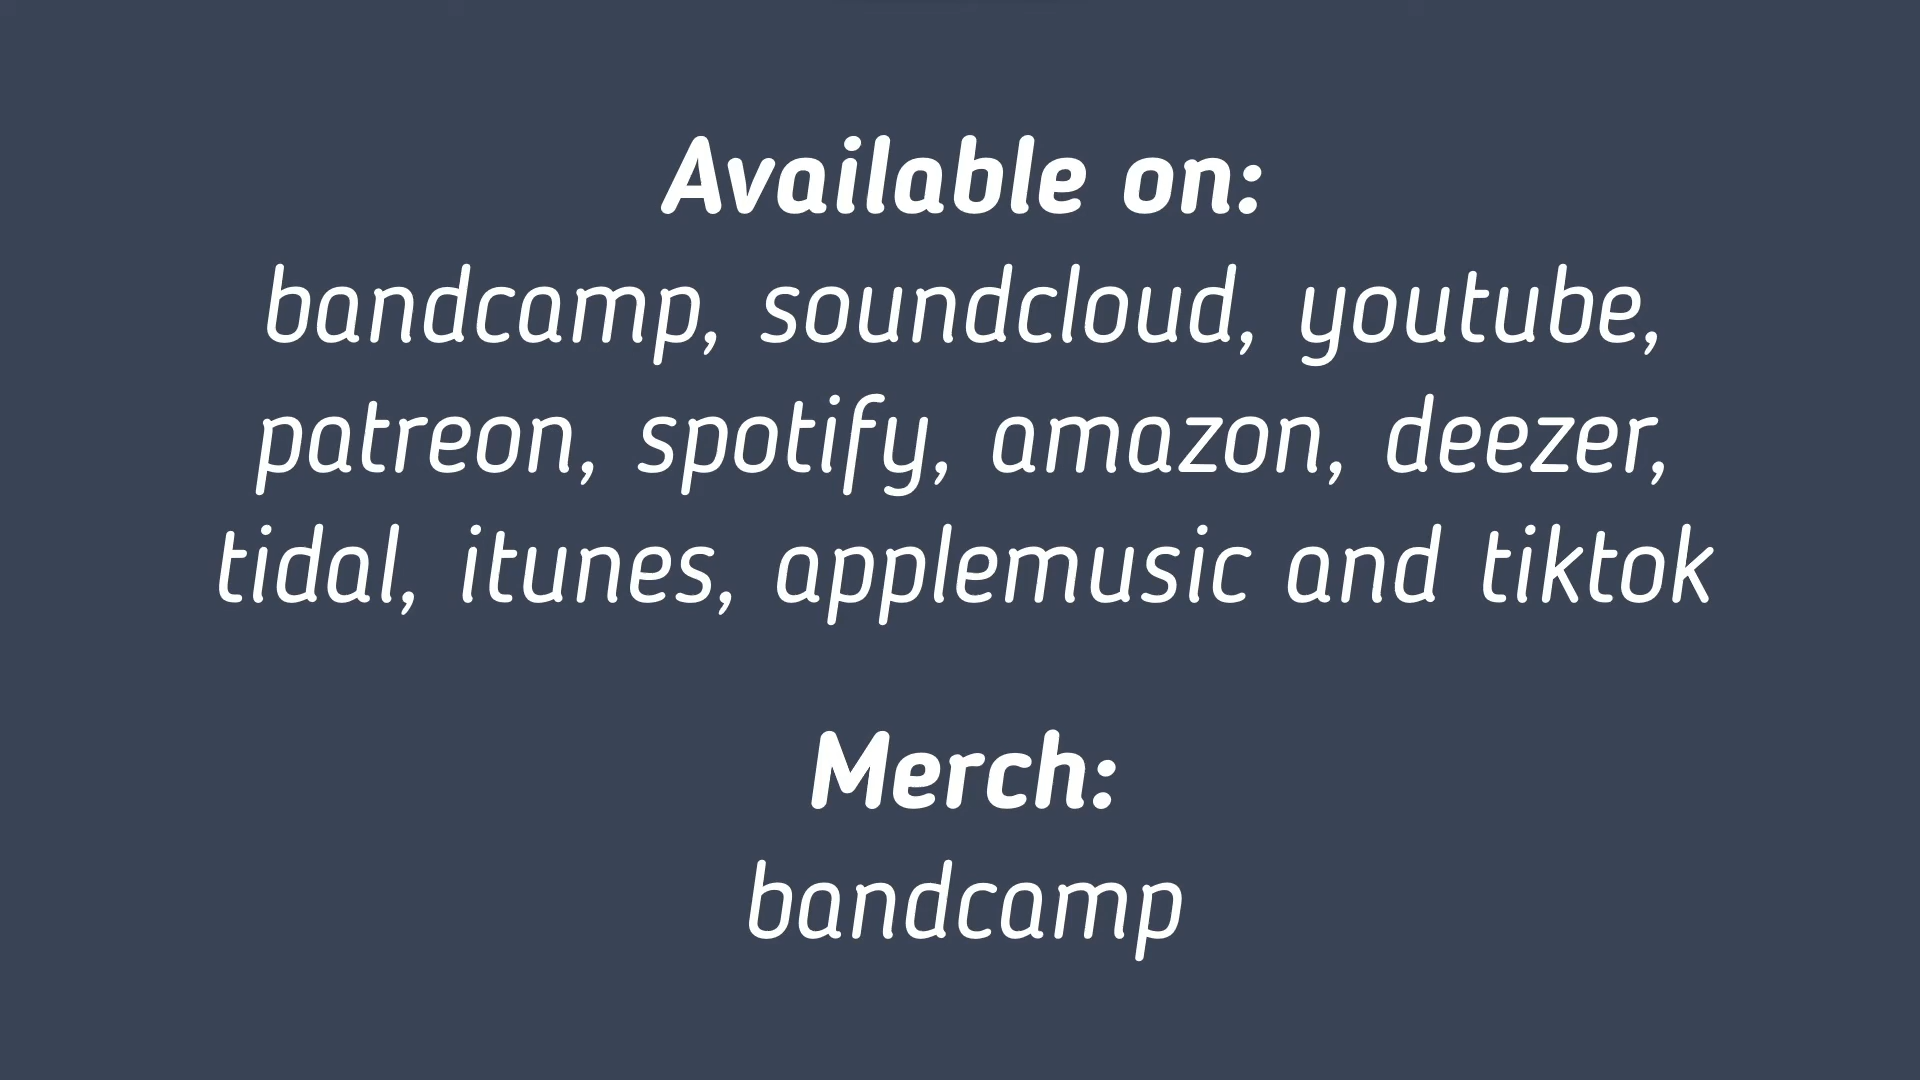 Available on:
bandcamp, soundcloud, youtube,
patreon, spotify, amazon, deezer,
tidal, itunes, applemusic and tiktok
Merch:
bandcamp